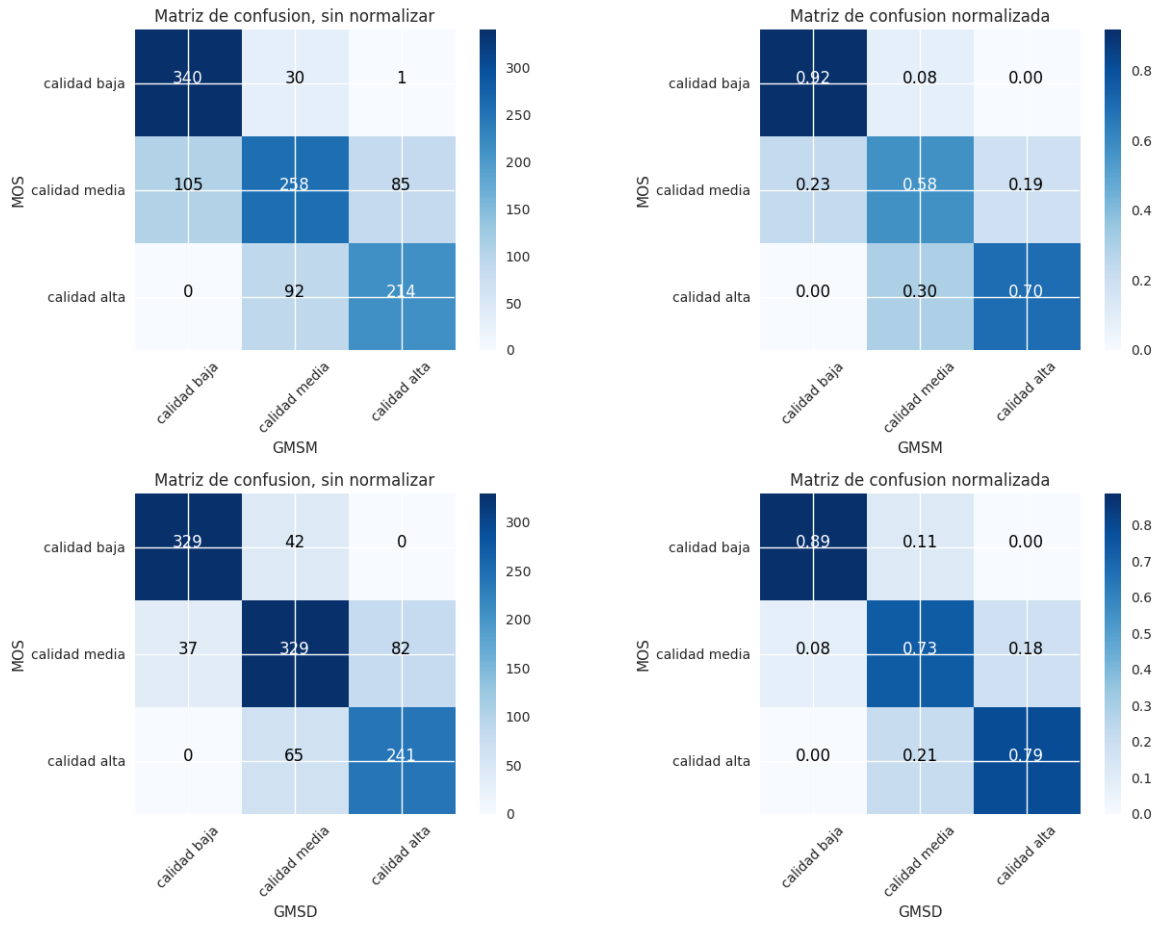 Matriz de confusion, sin normalizar
calidad baja
340 30 1
calidad media
105 258 85
calidad alta
0 92 214
MOS
calidad baja
calidad media
calidad alta
GMSM
300
250
200
150
100
50
0
Matriz de confusion normalizada
calidad baja
0.92 0.08 0.00
calidad media
0.23 0.58 0.19
calidad alta
0.00 0.30 0.70
MOS
calidad baja
calidad media
calidad alta
GMSM
0.8
0.6
0.4
0.2
0.0
Matriz de confusion, sin normalizar
calidad baja
329 42 0
calidad media
37 329 82
calidad alta
0 65 241
MOS
calidad baja
calidad media
calidad alta
GMSD
300
250
200
150
100
50
0
Matriz de confusion normalizada
calidad baja
0.89 0.11 0.00
calidad media
0.08 0.73 0.18
calidad alta
0.00 0.21 0.79
MOS
calidad baja
calidad media
calidad alta
GMSD
0.8
0.7
0.6
0.5
0.4
0.3
0.2
0.1
0.0